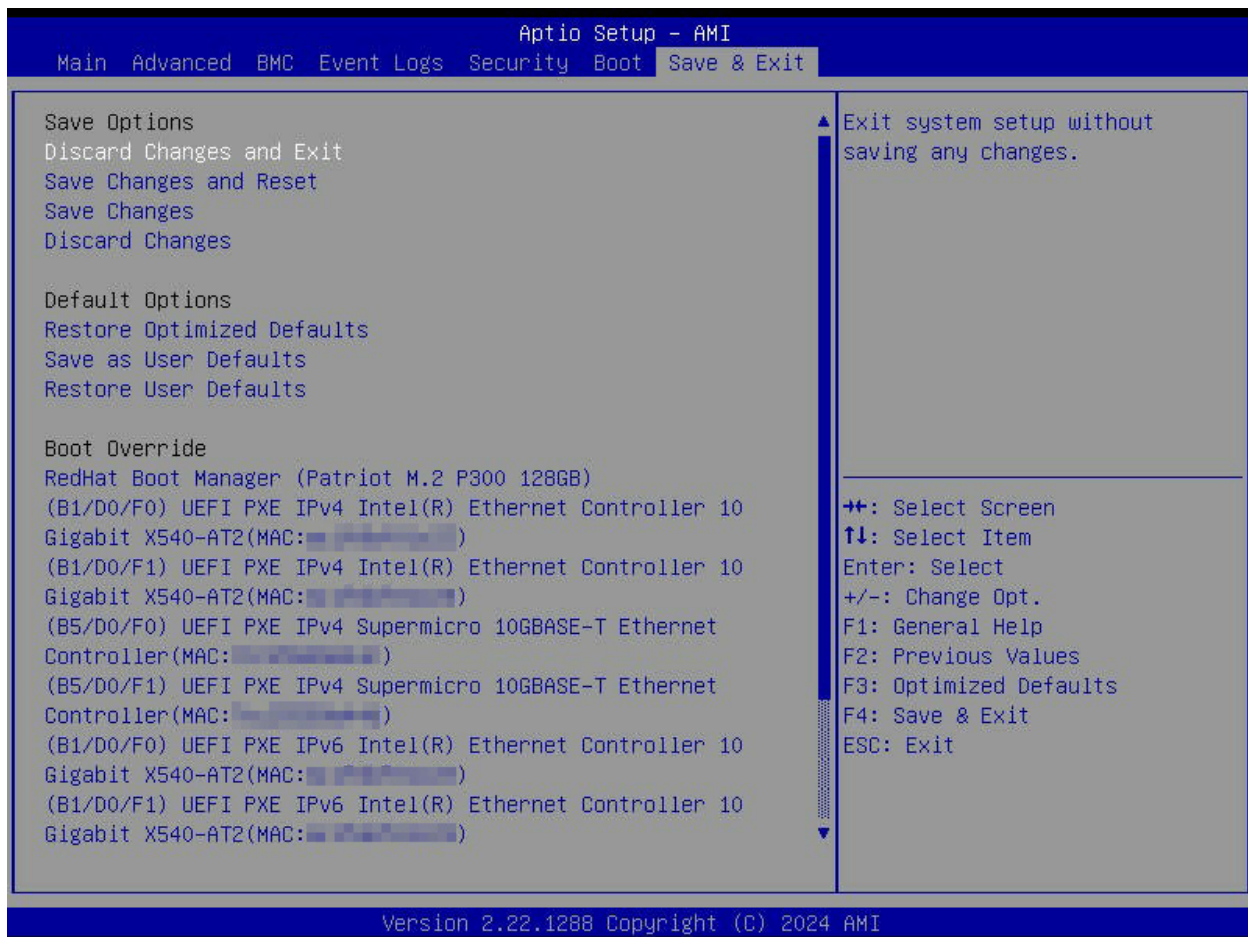 Aptio Setup – AMI
Main Advanced BMC Event Logs Security Boot Save & Exit
Save Options
Discard Changes and Exit
Save Changes and Reset
Save Changes
Discard Changes
Default Options
Restore Optimized Defaults
Save as User Defaults
Restore User Defaults
Boot Override
RedHat Boot Manager (Patriot M.2 P300 128GB)
(B1/D0/F0) UEFI PXE IPv4 Intel(R) Ethernet Controller 10
Gigabit X540-AT2(MAC: )
(B1/D0/F1) UEFI PXE IPv4 Intel(R) Ethernet Controller 10
Gigabit X540-AT2(MAC: )
(B5/D0/F0) UEFI PXE IPv4 Supermicro 10GBASE-T Ethernet
Controller(MAC: )
(B5/D0/F1) UEFI PXE IPv4 Supermicro 10GBASE-T Ethernet
Controller(MAC: )
(B1/D0/F0) UEFI PXE IPv6 Intel(R) Ethernet Controller 10
Gigabit X540-AT2(MAC: )
(B1/D0/F1) UEFI PXE IPv6 Intel(R) Ethernet Controller 10
Gigabit X540-AT2(MAC: )
Exit system setup without
saving any changes.
→←: Select Screen
↑↓: Select Item
Enter: Select
+/-: Change Opt.
F1: General Help
F2: Previous Values
F3: Optimized Defaults
F4: Save & Exit
ESC: Exit
Version 2.22.1288 Copyright (C) 2024 AMI